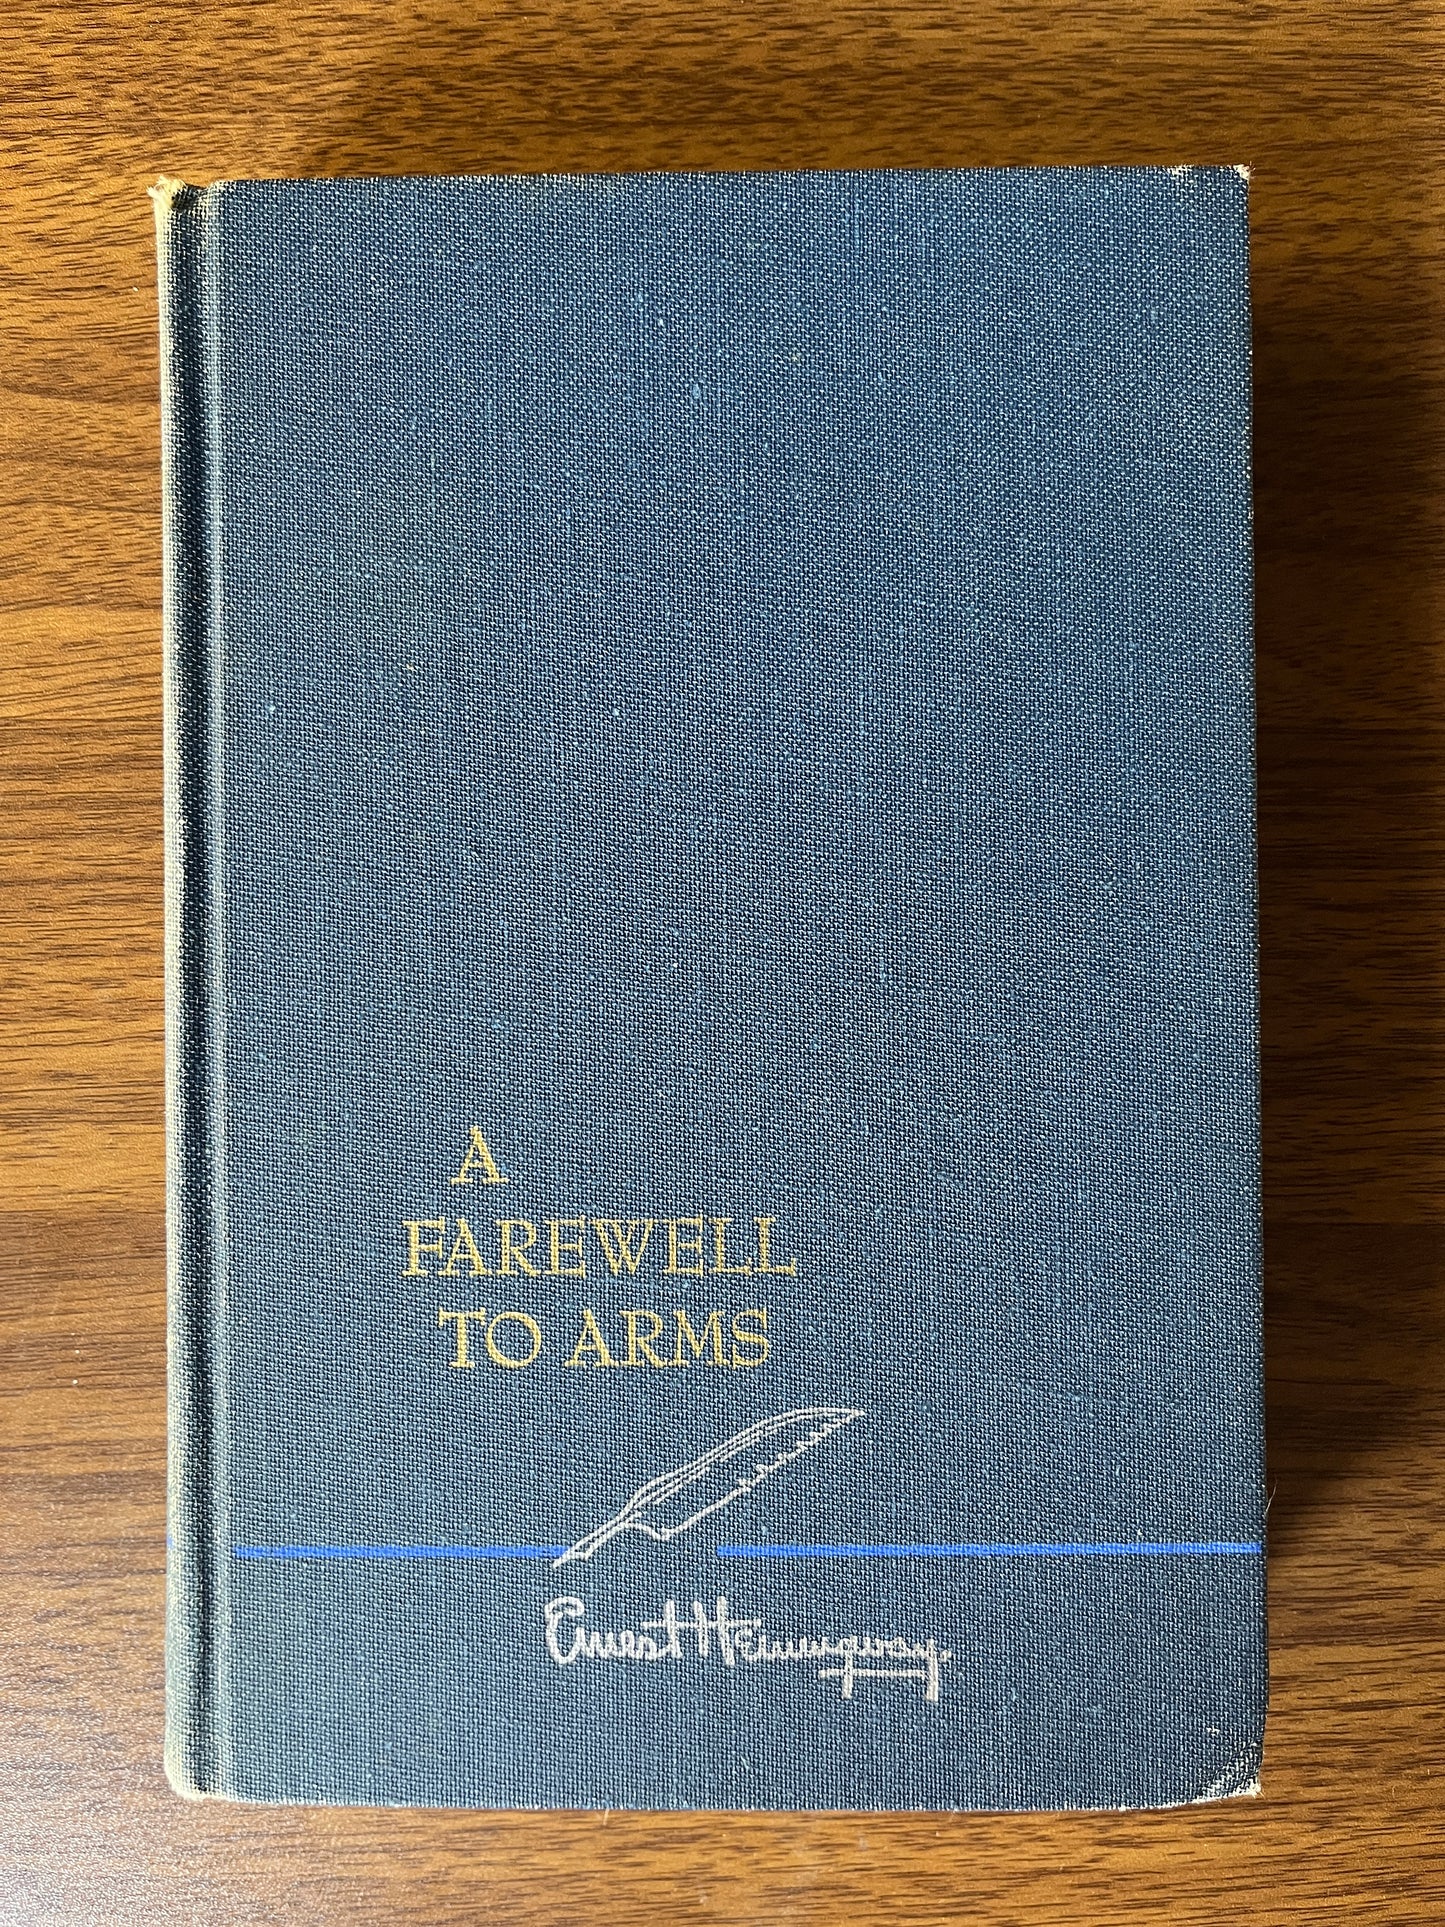 A
FAREWELL
TO ARMS
Ernest Hemingway.